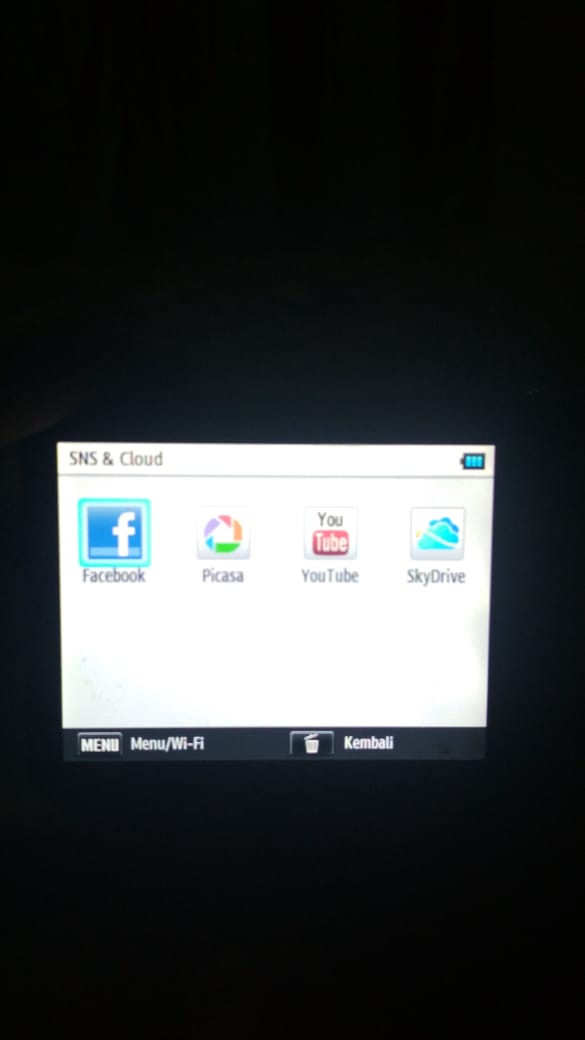 SNS & Cloud
f
You
Tube
Facebook Picasa YouTube SkyDrive
MENU Menu/Wi-Fi Kembali